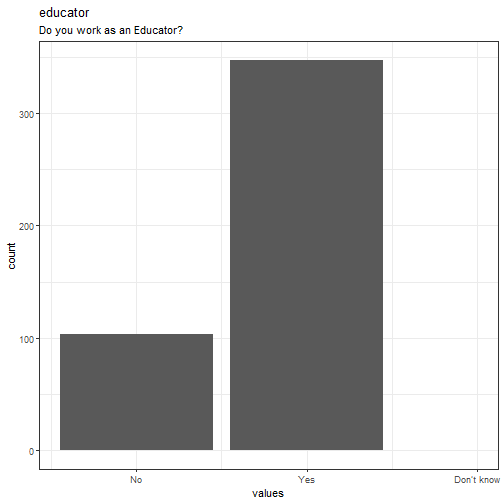 educator
Do you work as an Educator?
300
200
100
0
count
No Yes Don't know
values